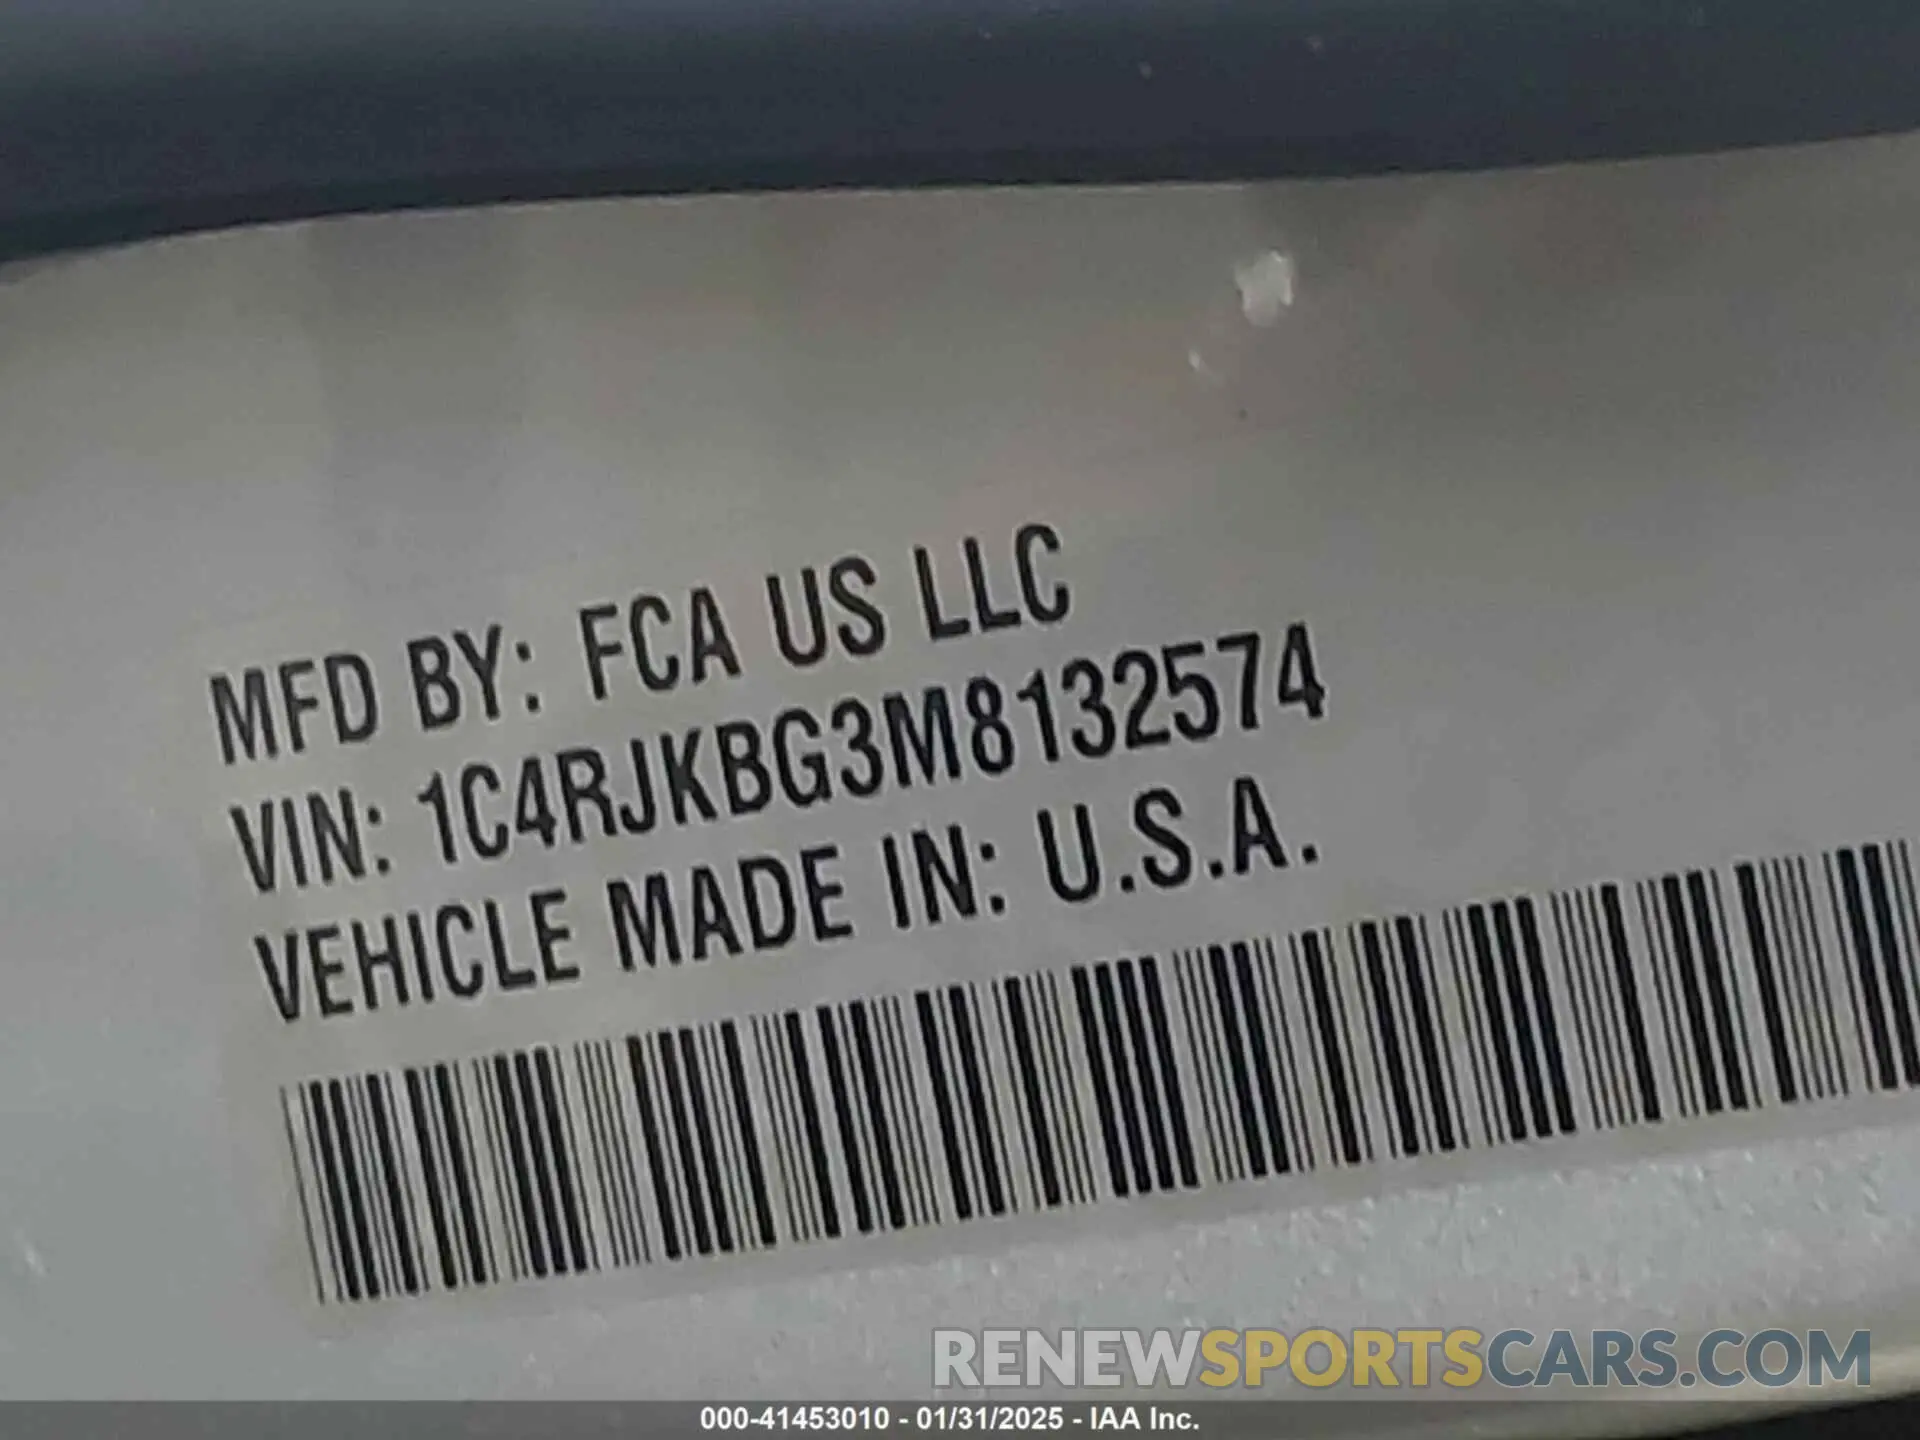 MFD BY: FCA US LLC
VIN: 1C4RJKBG3M8132574
VEHICLE MADE IN: U.S.A.
RENEWSPORTSCARS.COM
000-41453010 - 01/31/2025 - IAA Inc.